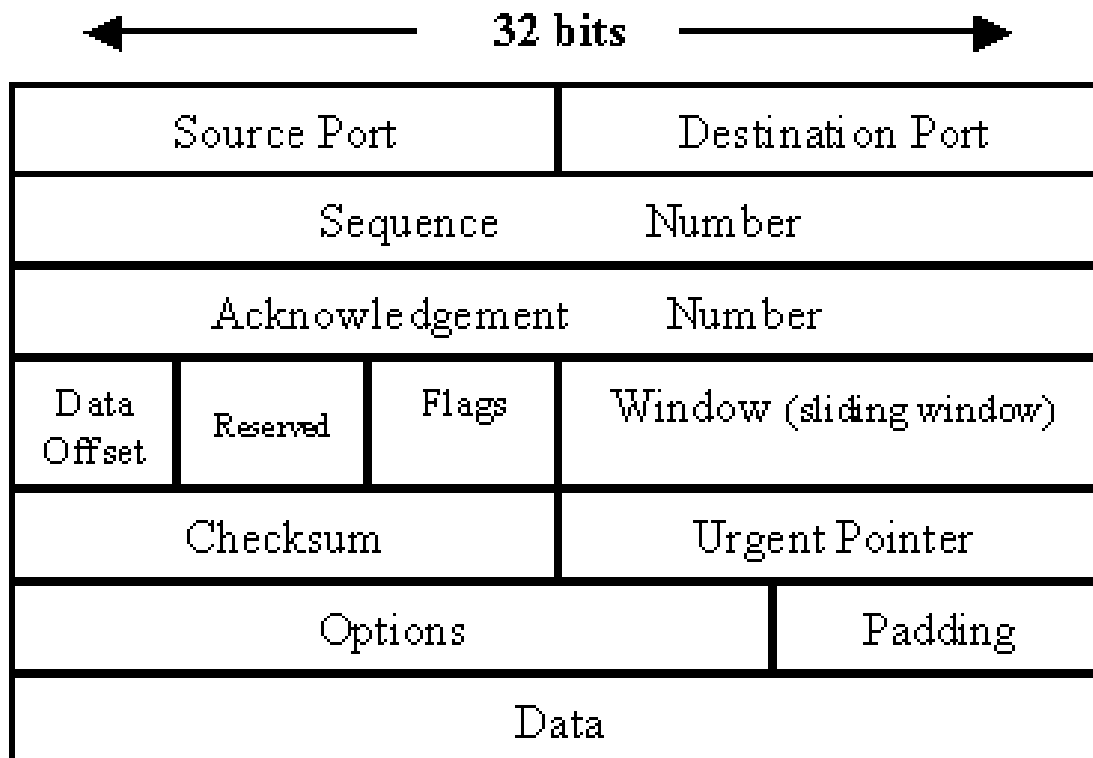 32 bits
Source Port
Destination Port
Sequence Number
Acknowledgement Number
Data
Offset
Reserved
Flags
Window (sliding window)
Checksum
Urgent Pointer
Options
Padding
Data